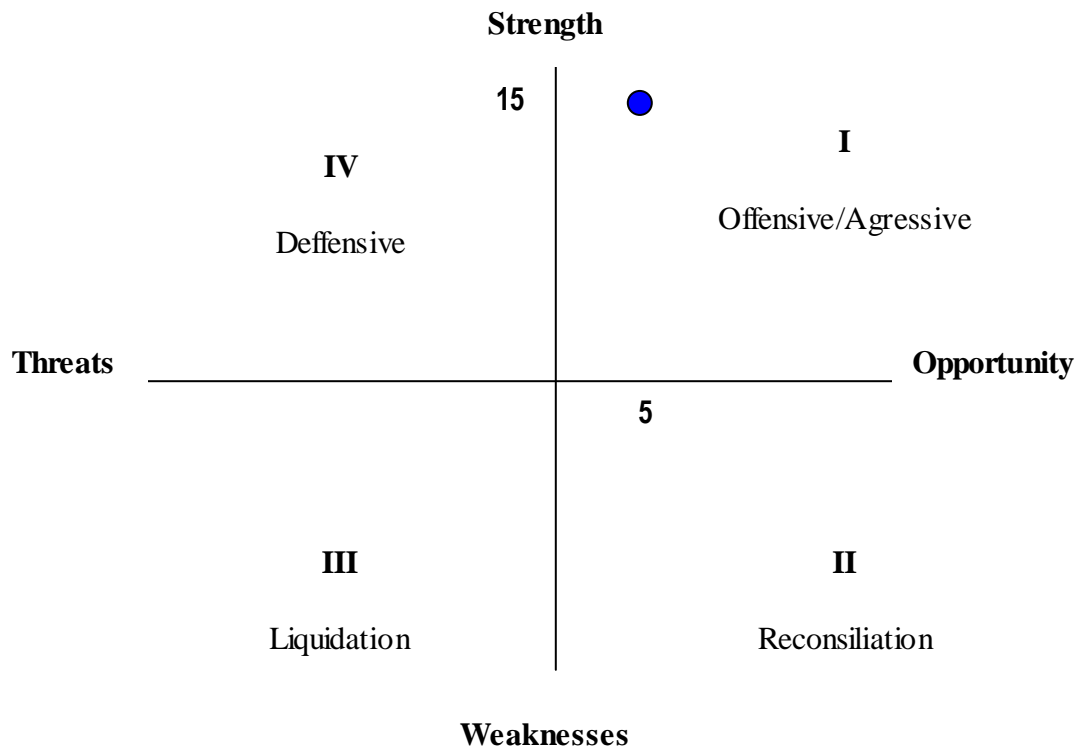 Strength
15
I
IV
Offensive/Agressive
Deffensive
Threats
Opportunity
5
III
II
Liquidation
Reconsiliation
Weaknesses